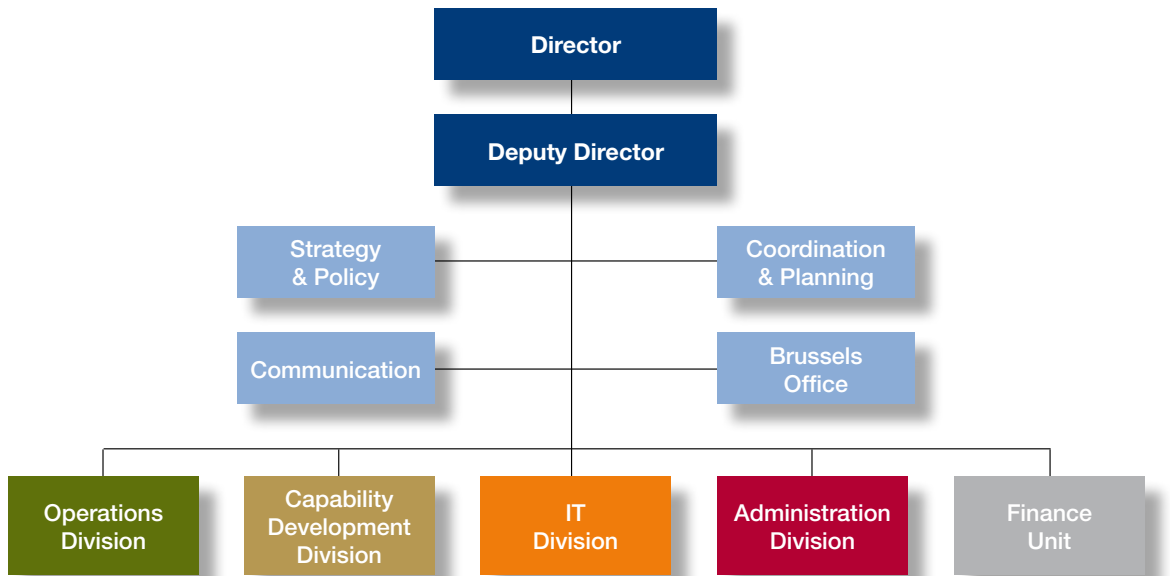 Director
Deputy Director
Strategy
& Policy
Coordination
& Planning
Communication
Brussels
Office
Operations
Division
Capability
Development
Division
IT
Division
Administration
Division
Finance
Unit